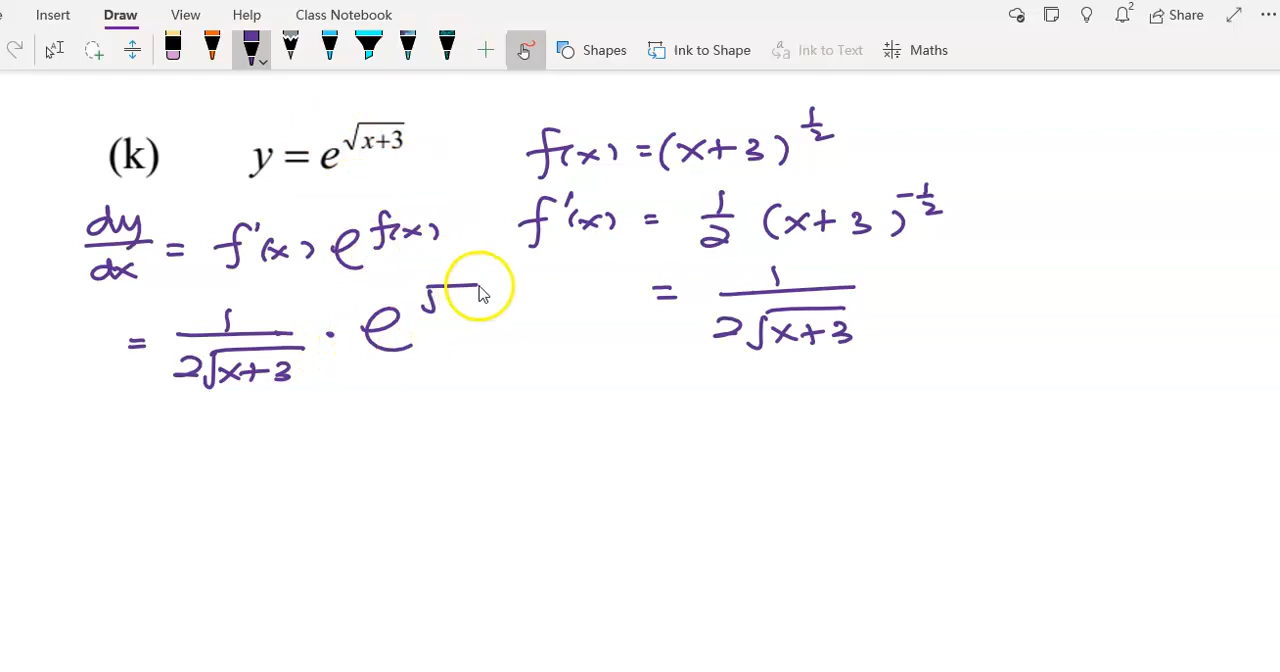 Insert Draw View Help Class Notebook 2 Share
Shapes Ink to Shape Ink to Text Maths
(k) y = e^√(x+3) f(x) = (x+3)^(1/2)
dy/dx = f'(x) e^f(x) f'(x) = 1/2 (x+3)^(-1/2)
= 1/(2√(x+3)) · e^√ = 1/(2√(x+3))